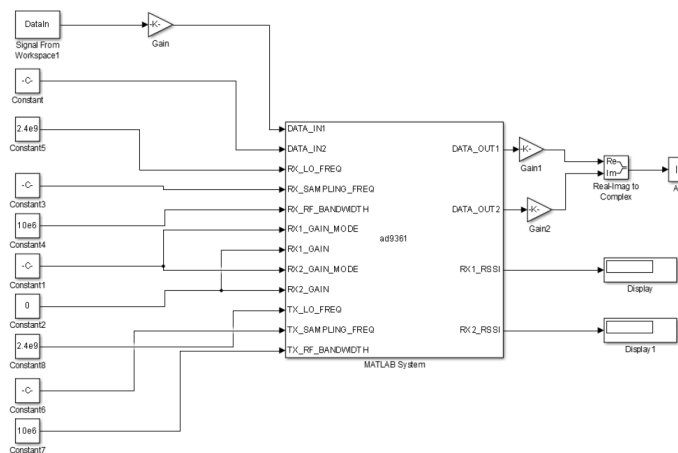 DataIn
Signal From
Workspace1
-K-
Gain
-C-
Constant
2.4e9
Constant5
-C-
Constant3
10e6
Constant4
-C-
Constant1
0
Constant2
2.4e9
Constant8
-C-
Constant6
10e6
Constant7
DATA_IN1
DATA_IN2
RX_LO_FREQ
RX_SAMPLING_FREQ
RX_RF_BANDWIDTH
RX1_GAIN_MODE
RX1_GAIN
RX2_GAIN_MODE
RX2_GAIN
TX_LO_FREQ
TX_SAMPLING_FREQ
TX_RF_BANDWIDTH
ad9361
DATA_OUT1
DATA_OUT2
RX1_RSSI
RX2_RSSI
MATLAB System
-K-
Gain1
-K-
Gain2
Re
Im
Real-Imag to
Complex
A
Display
Display1